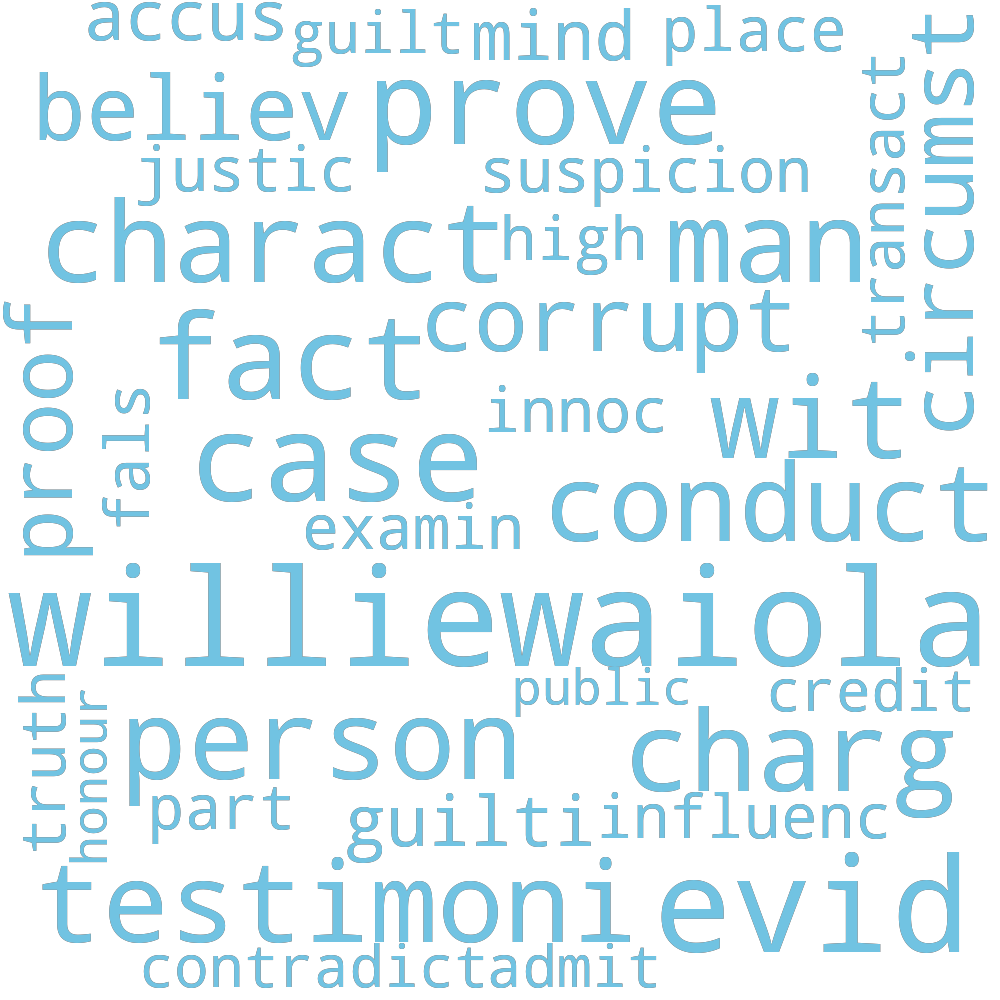 accus guilt mind place
believ prove transact circumst
justic suspicion
charact high man
proof fact corrupt
fals innoc wit
case conduct
examin
williewaiola
truth public credit
honour person charg
part guilti influenc
testimoni evid
contradict admit